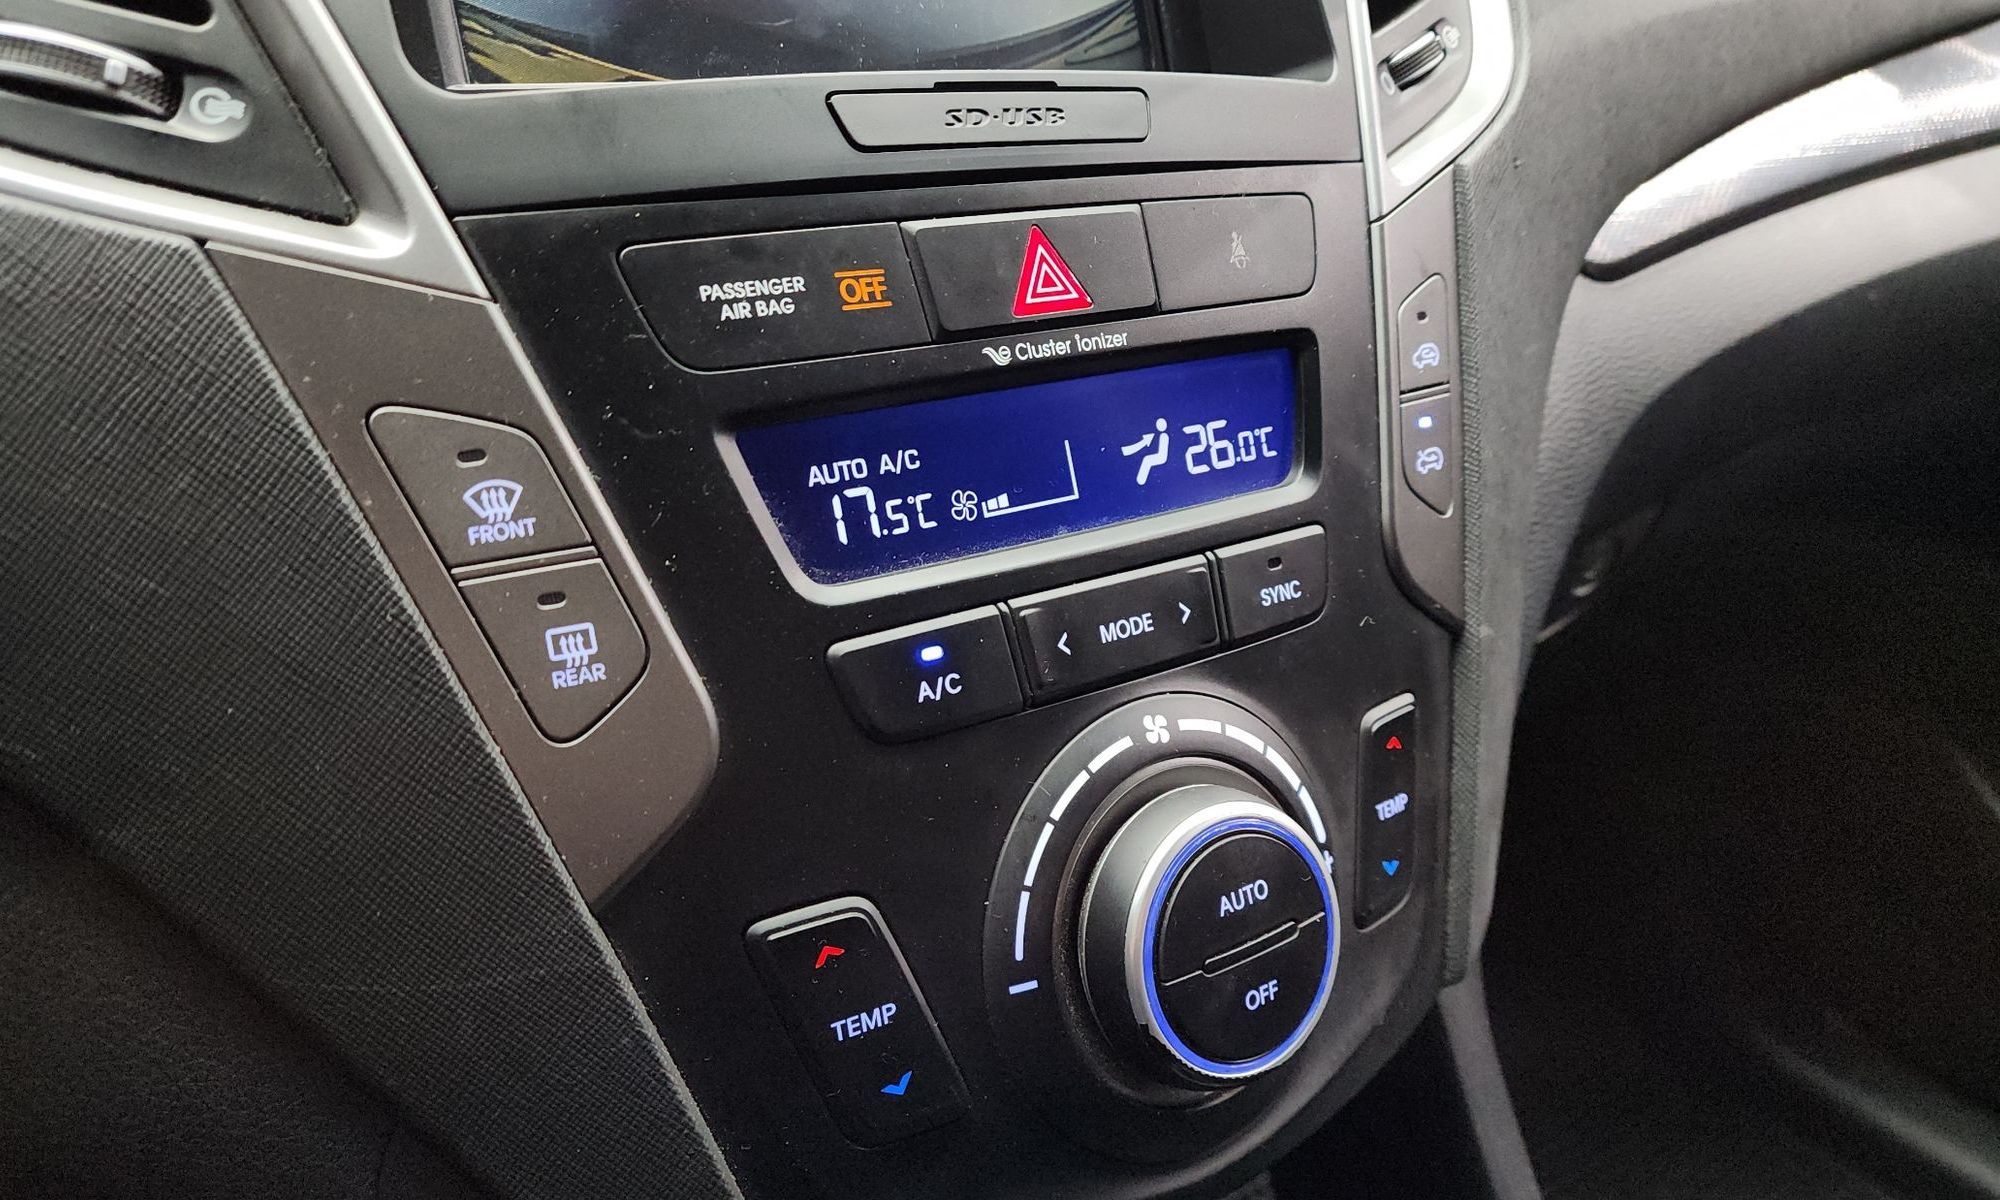 SD·USB
PASSENGER
AIR BAG
OFF
Cluster ionizer
AUTO A/C
17.5°C
26.0°C
FRONT
REAR
A/C
< MODE >
SYNC
TEMP
AUTO
OFF
TEMP